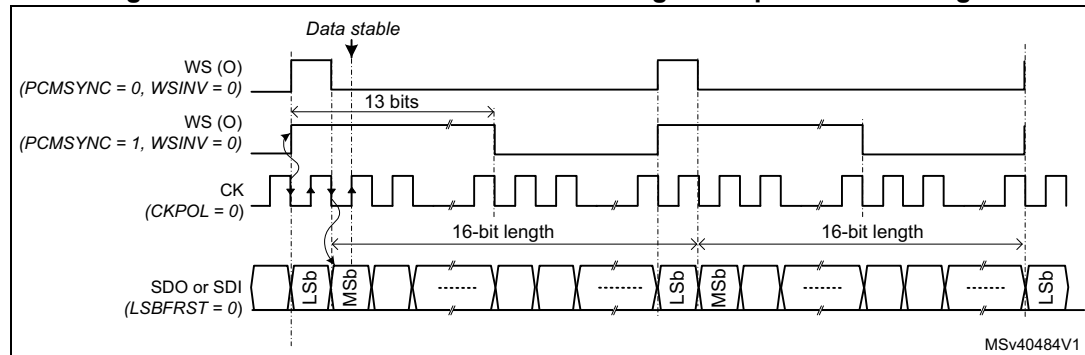 Data stable
WS (O)
(PCMSYNC = 0, WSINV = 0)
13 bits
WS (O)
(PCMSYNC = 1, WSINV = 0)
CK
(CKPOL = 0)
16-bit length
16-bit length
SDO or SDI
(LSBFRST = 0)
LSb
MSb
LSb
MSb
LSb
MSv40484V1